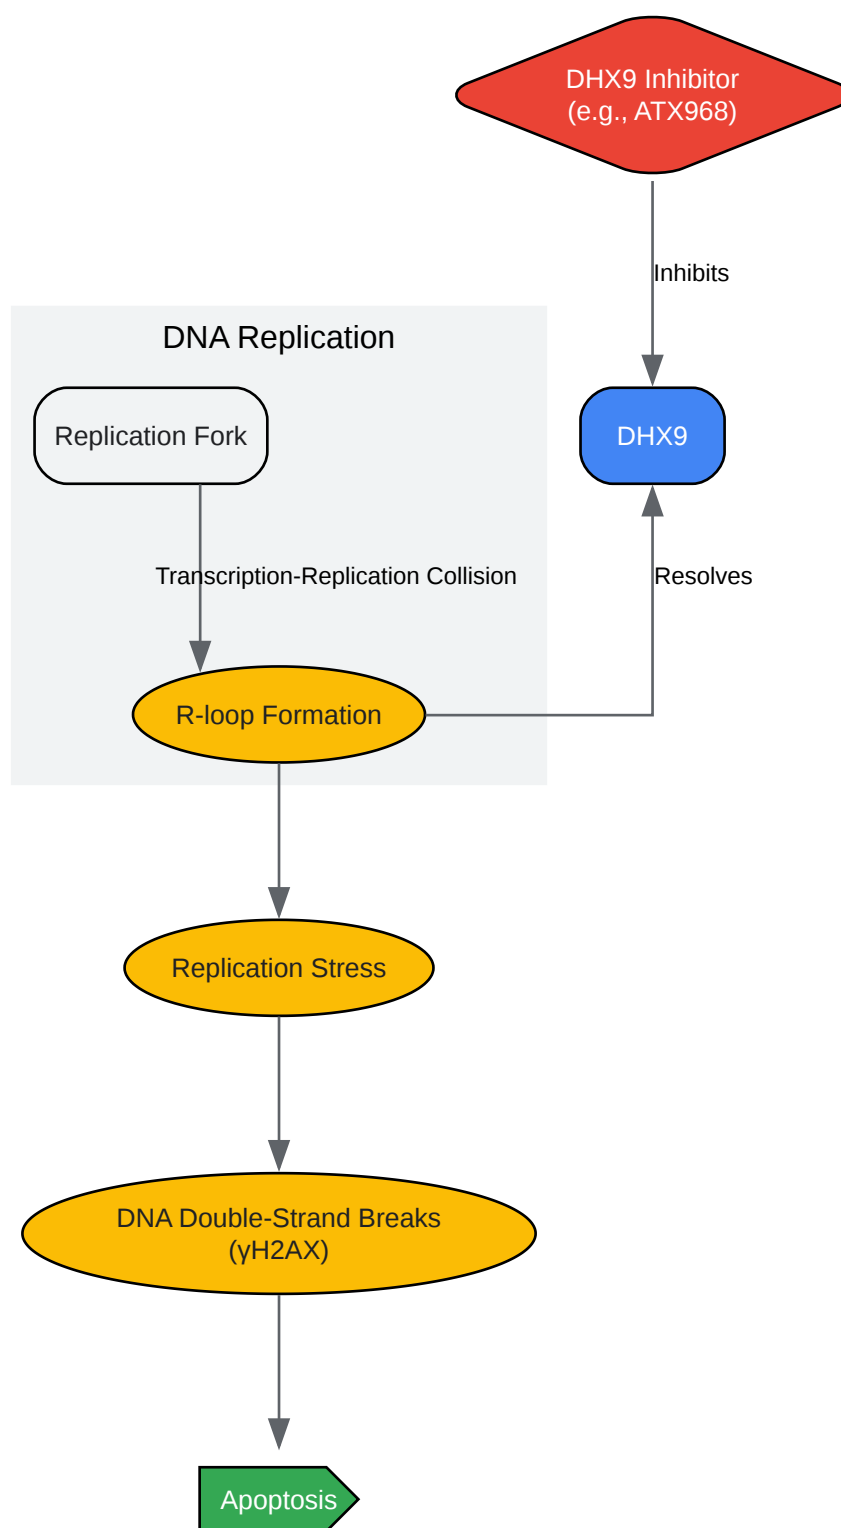 DHX9 Inhibitor
(e.g., ATX968)
Inhibits
DNA Replication
Replication Fork
DHX9
Transcription-Replication Collision
Resolves
R-loop Formation
Replication Stress
DNA Double-Strand Breaks
(γH2AX)
Apoptosis